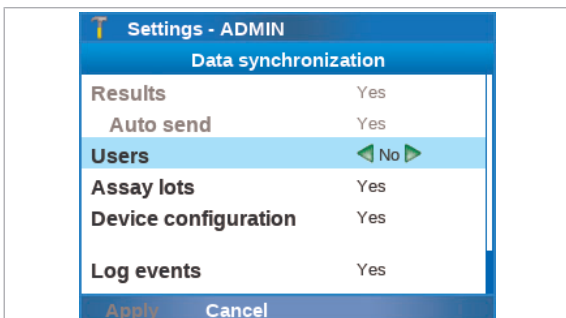 Settings - ADMIN
Data synchronization
Results Yes
Auto send Yes
Users No
Assay lots Yes
Device configuration Yes
Log events Yes
Apply Cancel